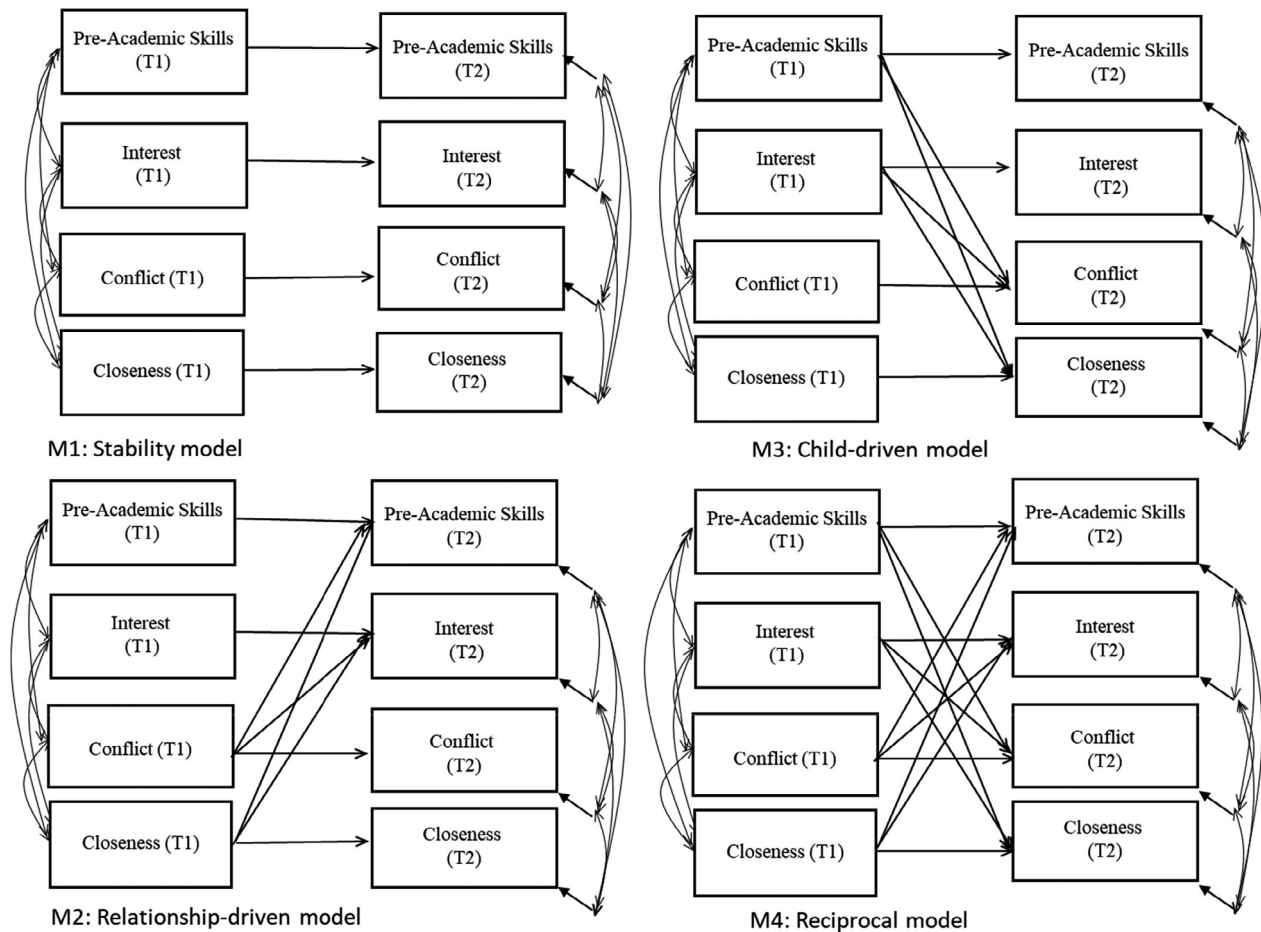 Pre-Academic Skills
(T1)
Pre-Academic Skills
(T2)
Interest
(T1)
Interest
(T2)
Conflict (T1)
Conflict
(T2)
Closeness (T1)
Closeness
(T2)
M1: Stability model
Pre-Academic Skills
(T1)
Pre-Academic Skills
(T2)
Interest
(T1)
Interest
(T2)
Conflict (T1)
Conflict
(T2)
Closeness (T1)
Closeness
(T2)
M3: Child-driven model
Pre-Academic Skills
(T1)
Pre-Academic Skills
(T2)
Interest
(T1)
Interest
(T2)
Conflict (T1)
Conflict
(T2)
Closeness (T1)
Closeness
(T2)
M2: Relationship-driven model
Pre-Academic Skills
(T1)
Pre-Academic Skills
(T2)
Interest
(T1)
Interest
(T2)
Conflict (T1)
Conflict
(T2)
Closeness (T1)
Closeness
(T2)
M4: Reciprocal model